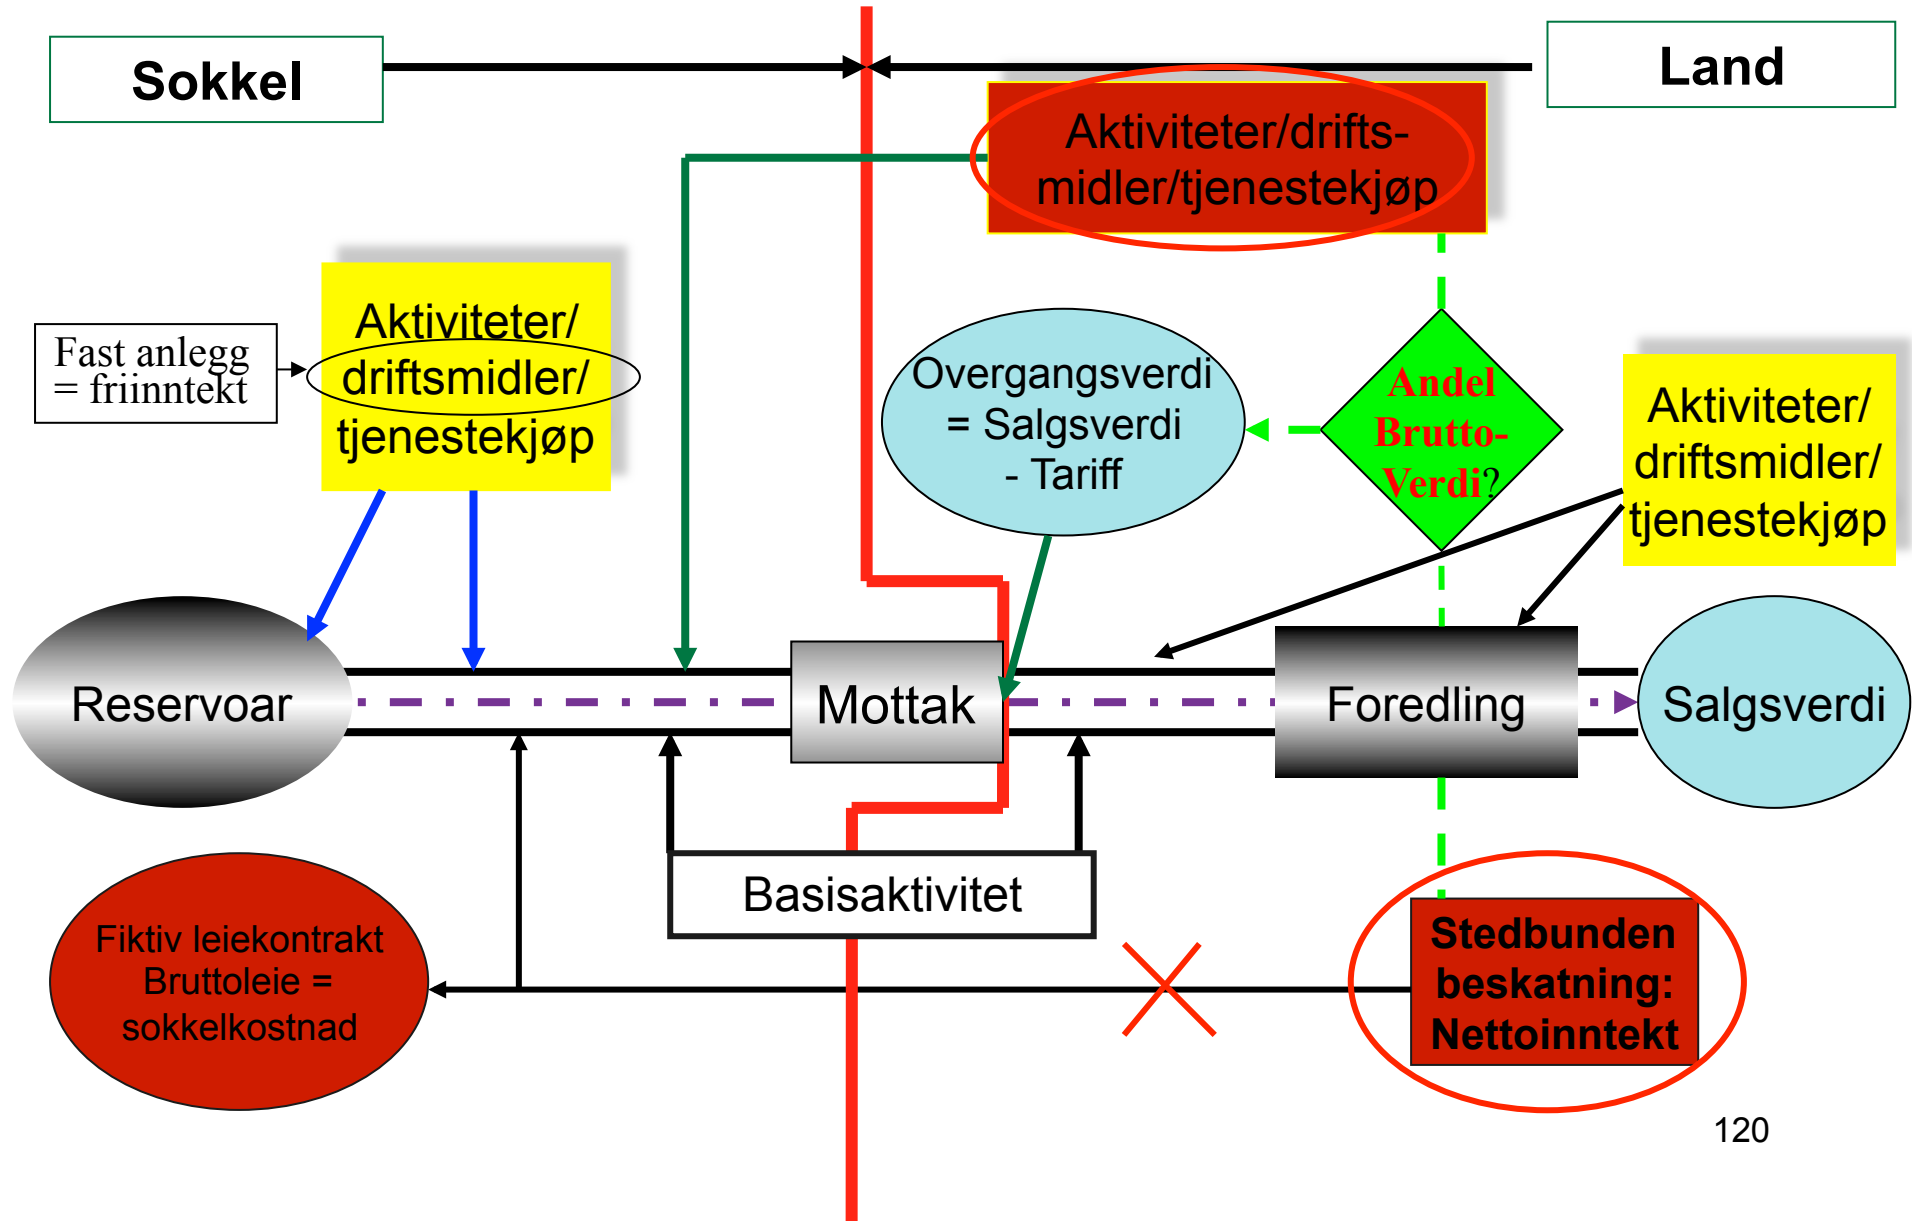 Sokkel
Land
Aktiviteter/drifts-
midler/tjenestekjøp
Fast anlegg
= friinntekt
Aktiviteter/
driftsmidler/
tjenestekjøp
Overgangsverdi
= Salgsverdi
- Tariff
Andel
Brutto-
Verdi?
Aktiviteter/
driftsmidler/
tjenestekjøp
Reservoar
Mottak
Foredling
Salgsverdi
Basisaktivitet
Fiktiv leiekontrakt
Bruttoleie =
sokkelkostnad
Stedbunden
beskatning:
Nettoinntekt
120